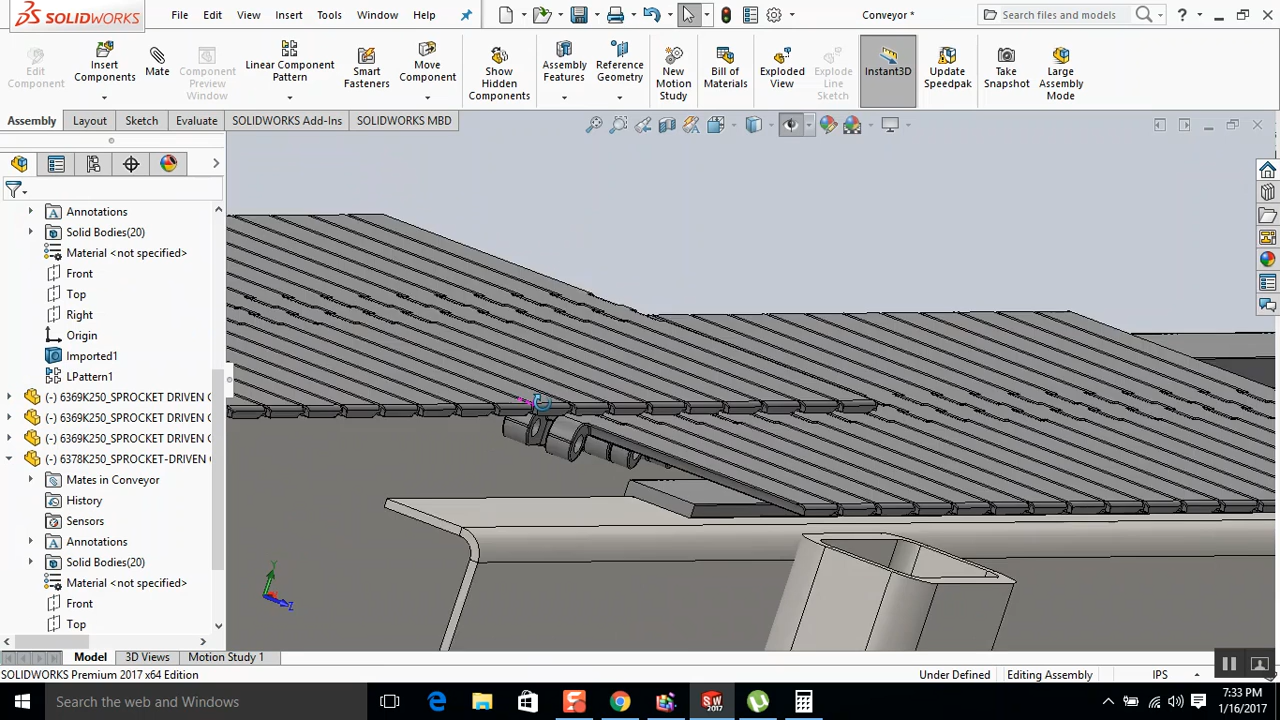 SOLIDWORKS
File
Edit
View
Insert
Tools
Window
Help
Conveyor *
Search files and models
?
Edit Component
Insert Components
Mate
Component Preview Window
Linear Component Pattern
Smart Fasteners
Move Component
Show Hidden Components
Assembly Features
Reference Geometry
New Motion Study
Bill of Materials
Exploded View
Explode Line Sketch
Instant3D
Update Speedpak
Take Snapshot
Large Assembly Mode
Assembly
Layout
Sketch
Evaluate
SOLIDWORKS Add-Ins
SOLIDWORKS MBD
Annotations
Solid Bodies(20)
Material <not specified>
Front
Top
Right
Origin
Imported1
LPattern1
(-) 6369K250_SPROCKET DRIVEN
(-) 6369K250_SPROCKET DRIVEN
(-) 6369K250_SPROCKET DRIVEN
(-) 6378K250_SPROCKET-DRIVEN
Mates in Conveyor
History
Sensors
Annotations
Solid Bodies(20)
Material <not specified>
Front
Top
Y
Z
Model
3D Views
Motion Study 1
SOLIDWORKS Premium 2017 x64 Edition
Under Defined
Editing Assembly
IPS
Search the web and Windows
7:33 PM
1/16/2017